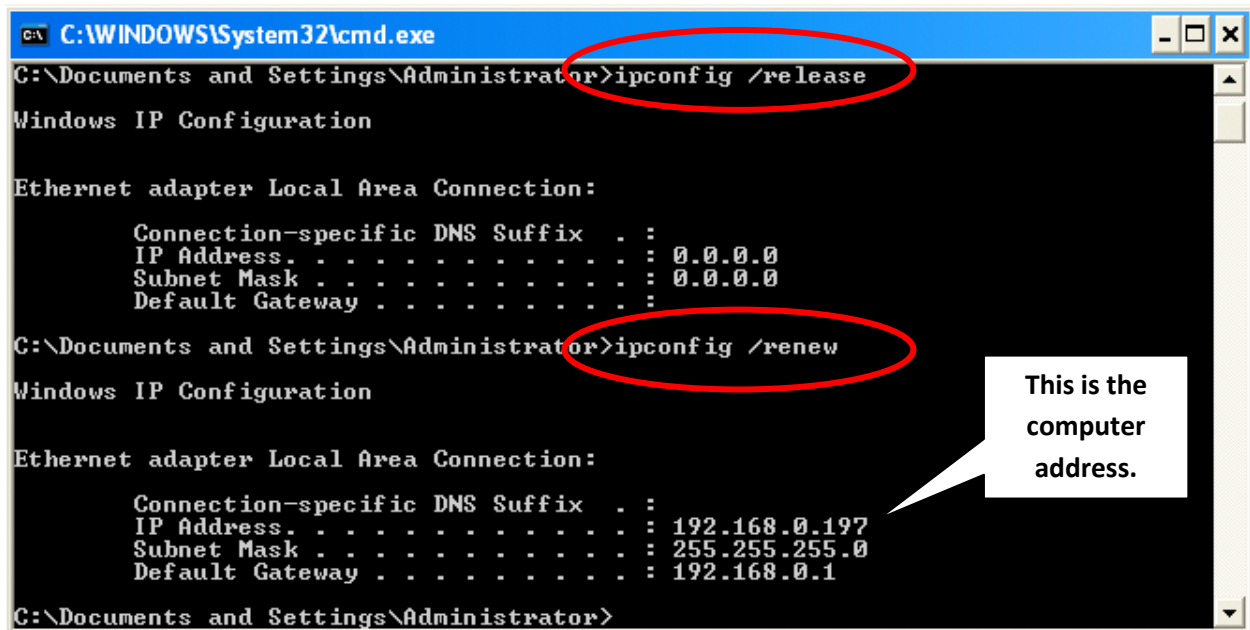 C:\WINDOWS\System32\cmd.exe
C:\Documents and Settings\Administrator>ipconfig /release
Windows IP Configuration
Ethernet adapter Local Area Connection:
Connection-specific DNS Suffix  . :
IP Address. . . . . . . . . . . . : 0.0.0.0
Subnet Mask . . . . . . . . . . . : 0.0.0.0
Default Gateway . . . . . . . . . :
C:\Documents and Settings\Administrator>ipconfig /renew
Windows IP Configuration
Ethernet adapter Local Area Connection:
Connection-specific DNS Suffix  . :
IP Address. . . . . . . . . . . . : 192.168.0.197
Subnet Mask . . . . . . . . . . . : 255.255.255.0
Default Gateway . . . . . . . . . : 192.168.0.1
C:\Documents and Settings\Administrator>
This is the
computer
address.